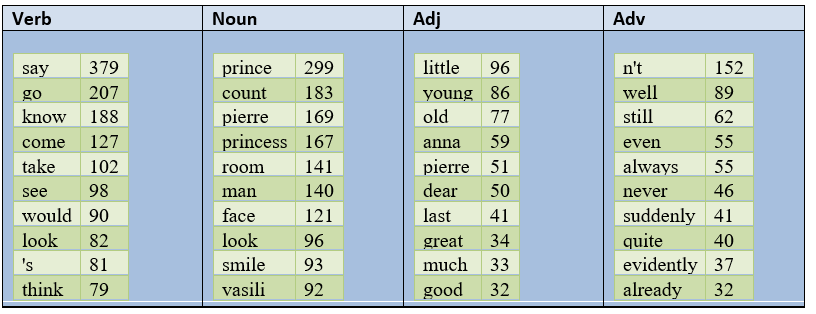 Verb Noun Adj Adv
say 379 prince 299 little 96 n't 152
go 207 count 183 young 86 well 89
know 188 pierre 169 old 77 still 62
come 127 princess 167 anna 59 even 55
take 102 room 141 pierre 51 always 55
see 98 man 140 dear 50 never 46
would 90 face 121 last 41 suddenly 41
look 82 look 96 great 34 quite 40
's 81 smile 93 much 33 evidently 37
think 79 vasili 92 good 32 already 32